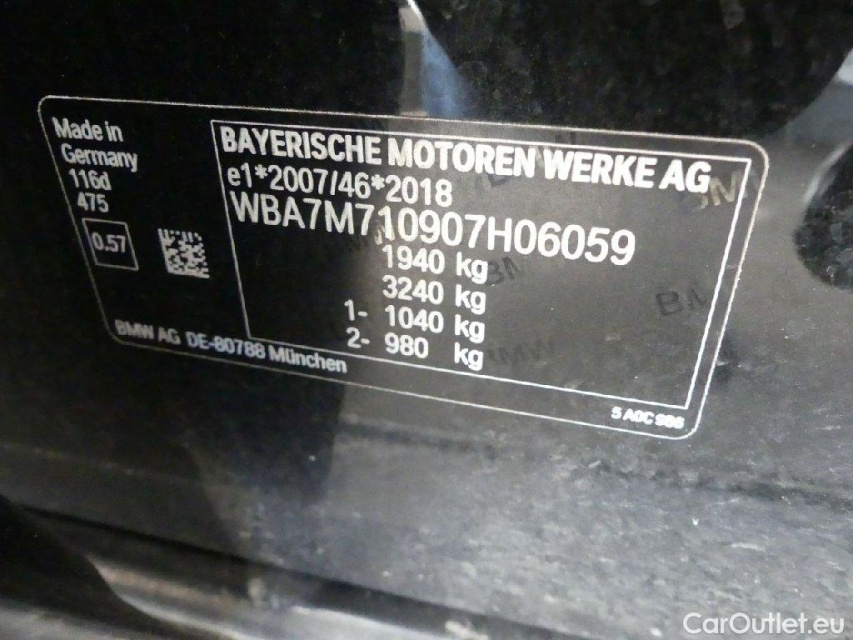 Made in
Germany
116d
475
0.57
BAYERISCHE MOTOREN WERKE AG
e1*2007/46*2018
WBA7M710907H06059
1940 kg
3240 kg
1- 1040 kg
2- 980 kg
BMW AG DE-80788 München
5 A0C 986
CarOutlet.eu